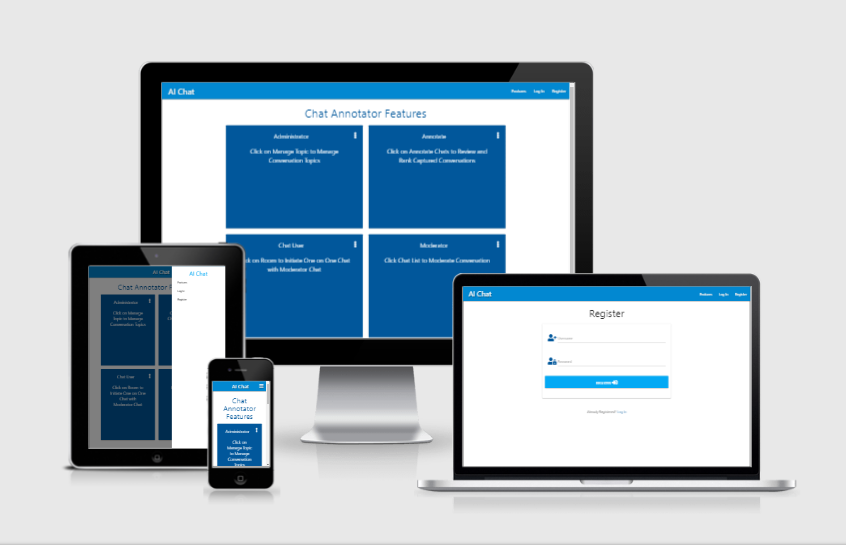 AI Chat
Features Log In Register
Chat Annotator Features
Administrator
Click on Manage Topic to Manage
Conversation Topics
Annotate
Click on Annotate Chats to Review and
Rank Captured Conversations
Chat User
on Room to Initiate One on One Chat
with Moderator Chat
Moderator
Click Chat List to Moderate Conversation
AI Chat
Chat Annotator
Administrator
Click on Manage
Topic to Manage
Conversation Topics
Chat User
Click on Room to
Initiate One on One
Chat with
Moderator Chat
AI Chat
Features
Log In
Register
AI Chat
Chat
Annotator
Features
Administrator
Click on
Manage Topic
to Manage
Conversation
Topics
AI Chat
Features Log In Register
Register
Username
Password
REGISTER
Already Registered? Log In